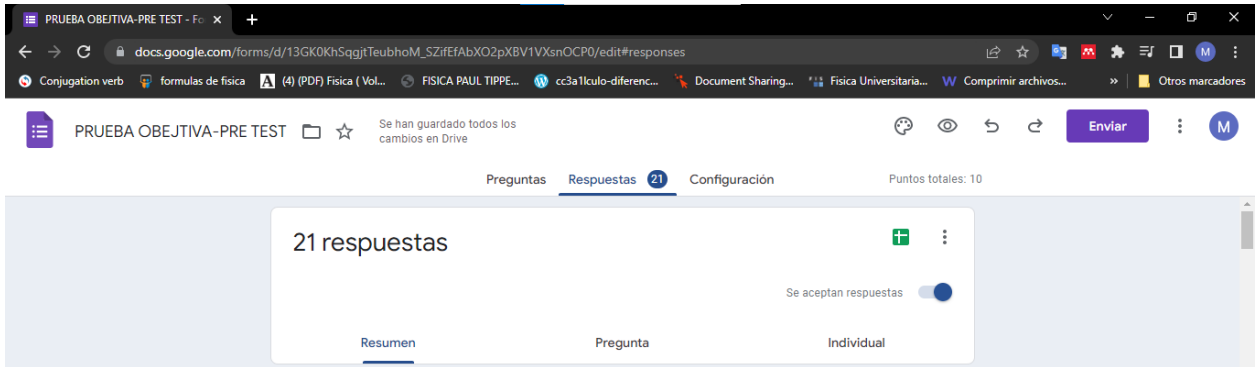 PRUEBA OBEJTIVA-PRE TEST - Fo
docs.google.com/forms/d/13GK0KhSqgjtTeubhoM_SZifEfAbXO2pXBV1VXsnOCP0/edit#responses
M
Conjugation verb formulas de fisica (4) (PDF) Fisica ( Vol... FISICA PAUL TIPPE... cc3a1lculo-diferenc... Document Sharing... Fisica Universitaria... Comprimir archivos... » Otros marcadores
PRUEBA OBEJTIVA-PRE TEST
Se han guardado todos los
cambios en Drive
Enviar
M
Preguntas Respuestas 21 Configuración Puntos totales: 10
21 respuestas
Se aceptan respuestas
Resumen Pregunta Individual